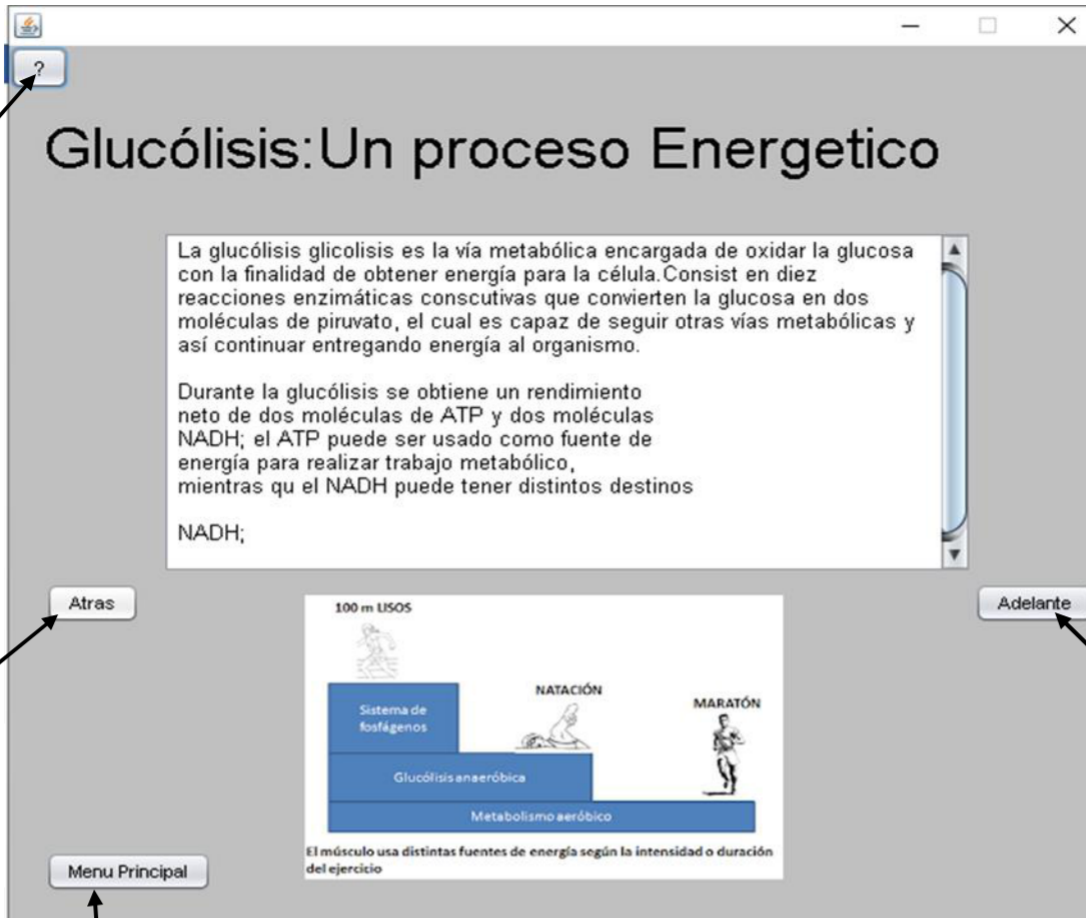 ?
Glucólisis:Un proceso Energetico
La glucólisis glicolisis es la vía metabólica encargada de oxidar la glucosa
con la finalidad de obtener energía para la célula.Consist en diez
reacciones enzimáticas conscutivas que convierten la glucosa en dos
moléculas de piruvato, el cual es capaz de seguir otras vías metabólicas y
así continuar entregando energía al organismo.
Durante la glucólisis se obtiene un rendimiento
neto de dos moléculas de ATP y dos moléculas
NADH; el ATP puede ser usado como fuente de
energía para realizar trabajo metabólico,
mientras qu el NADH puede tener distintos destinos
NADH;
Atras
Adelante
100 m LISOS
NATACIÓN
MARATÓN
Sistema de
fosfágenos
Glucólisis anaeróbica
Metabolismo aeróbico
El músculo usa distintas fuentes de energía según la intensidad o duración
del ejercicio
Menu Principal